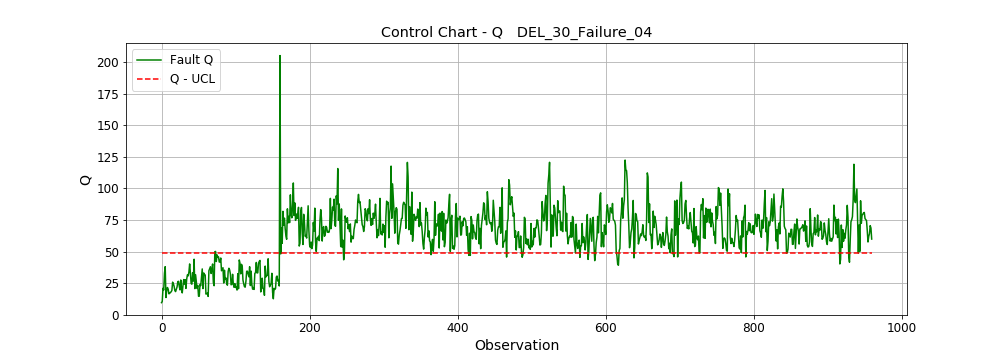 Control Chart - Q   DEL_30_Failure_04
Fault Q
Q - UCL
200
175
150
125
100
75
50
25
0
Q
0 200 400 600 800 1000
Observation